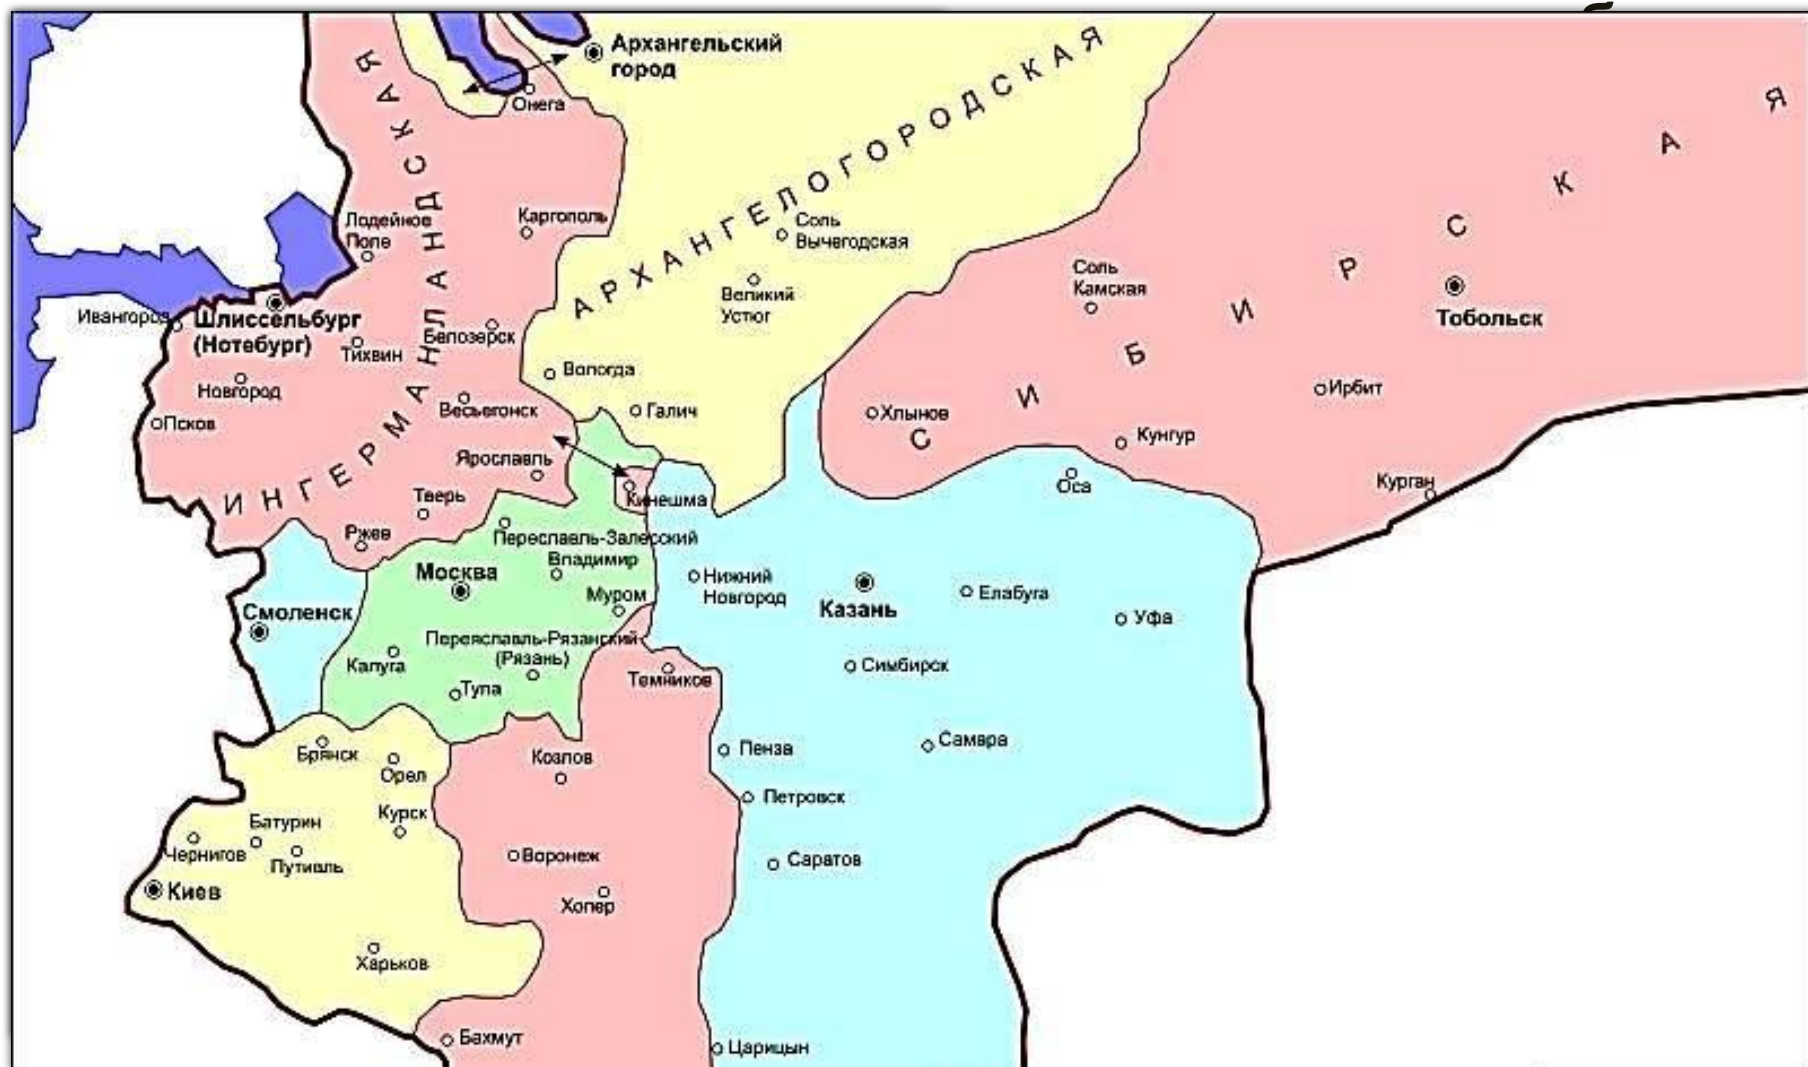 б
Архангельский
город
Онега
ИНГЕРМАНЛАНДСКАЯ
АРХАНГЕЛОГОРОДСКАЯ
СИБИРСКАЯ
Лодейное
Поле
Каргополь
Соль
Вычегодская
Великий
Устюг
Соль
Камская
Тобольск
Ивангород
Шлиссельбург
(Нотебург)
Тихвин
Белозерск
Новгород
Вологда
Псков
Весьегонск
Галич
Хлынов
Ирбит
Кунгур
Ярославль
Тверь
Кинешма
Оса
Курган
Ржев
Переславль-Залесский
Владимир
Москва
Муром
Нижний
Новгород
Казань
Елабуга
Уфа
Смоленск
Переяславль-Рязанский
(Рязань)
Калуга
Тула
Темников
Симбирск
Брянск
Орел
Козлов
Пенза
Самара
Петровск
Курск
Батурин
Чернигов
Путивль
Воронеж
Саратов
Киев
Хопер
Харьков
Бахмут
Царицын